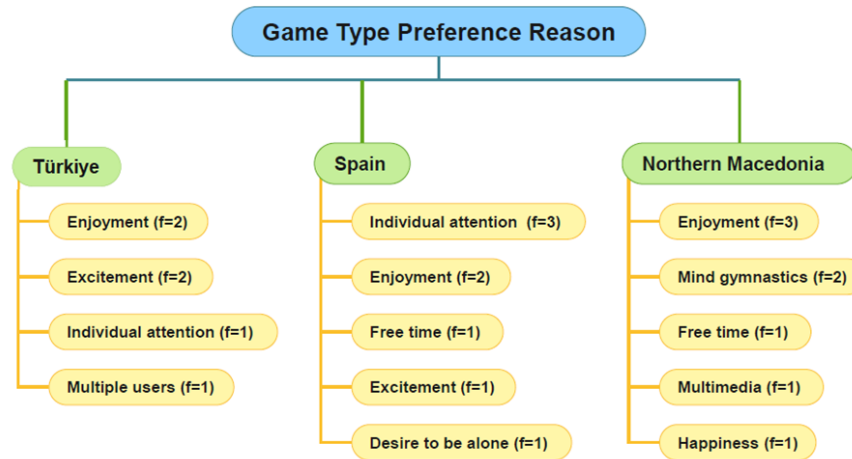 Game Type Preference Reason
Türkiye
Enjoyment (f=2)
Excitement (f=2)
Individual attention (f=1)
Multiple users (f=1)
Spain
Individual attention (f=3)
Enjoyment (f=2)
Free time (f=1)
Excitement (f=1)
Desire to be alone (f=1)
Northern Macedonia
Enjoyment (f=3)
Mind gymnastics (f=2)
Free time (f=1)
Multimedia (f=1)
Happiness (f=1)